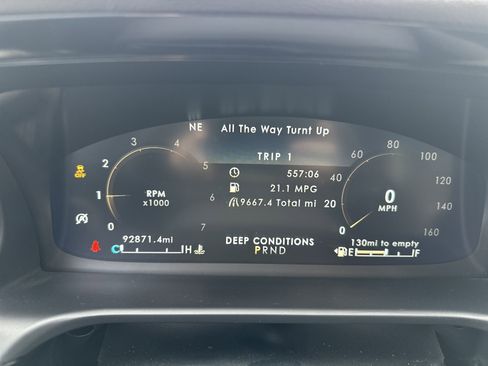 NE All The Way Turnt Up
TRIP 1
557:06
21.1 MPG
9667.4 Total mi
0 1 2 3 4 5 6 7
RPM
x1000
OFF
0 20 40 60 80 100 140 160
0
MPH
92871.4mi
C H
DEEP CONDITIONS
PRND
130mi to empty
E F